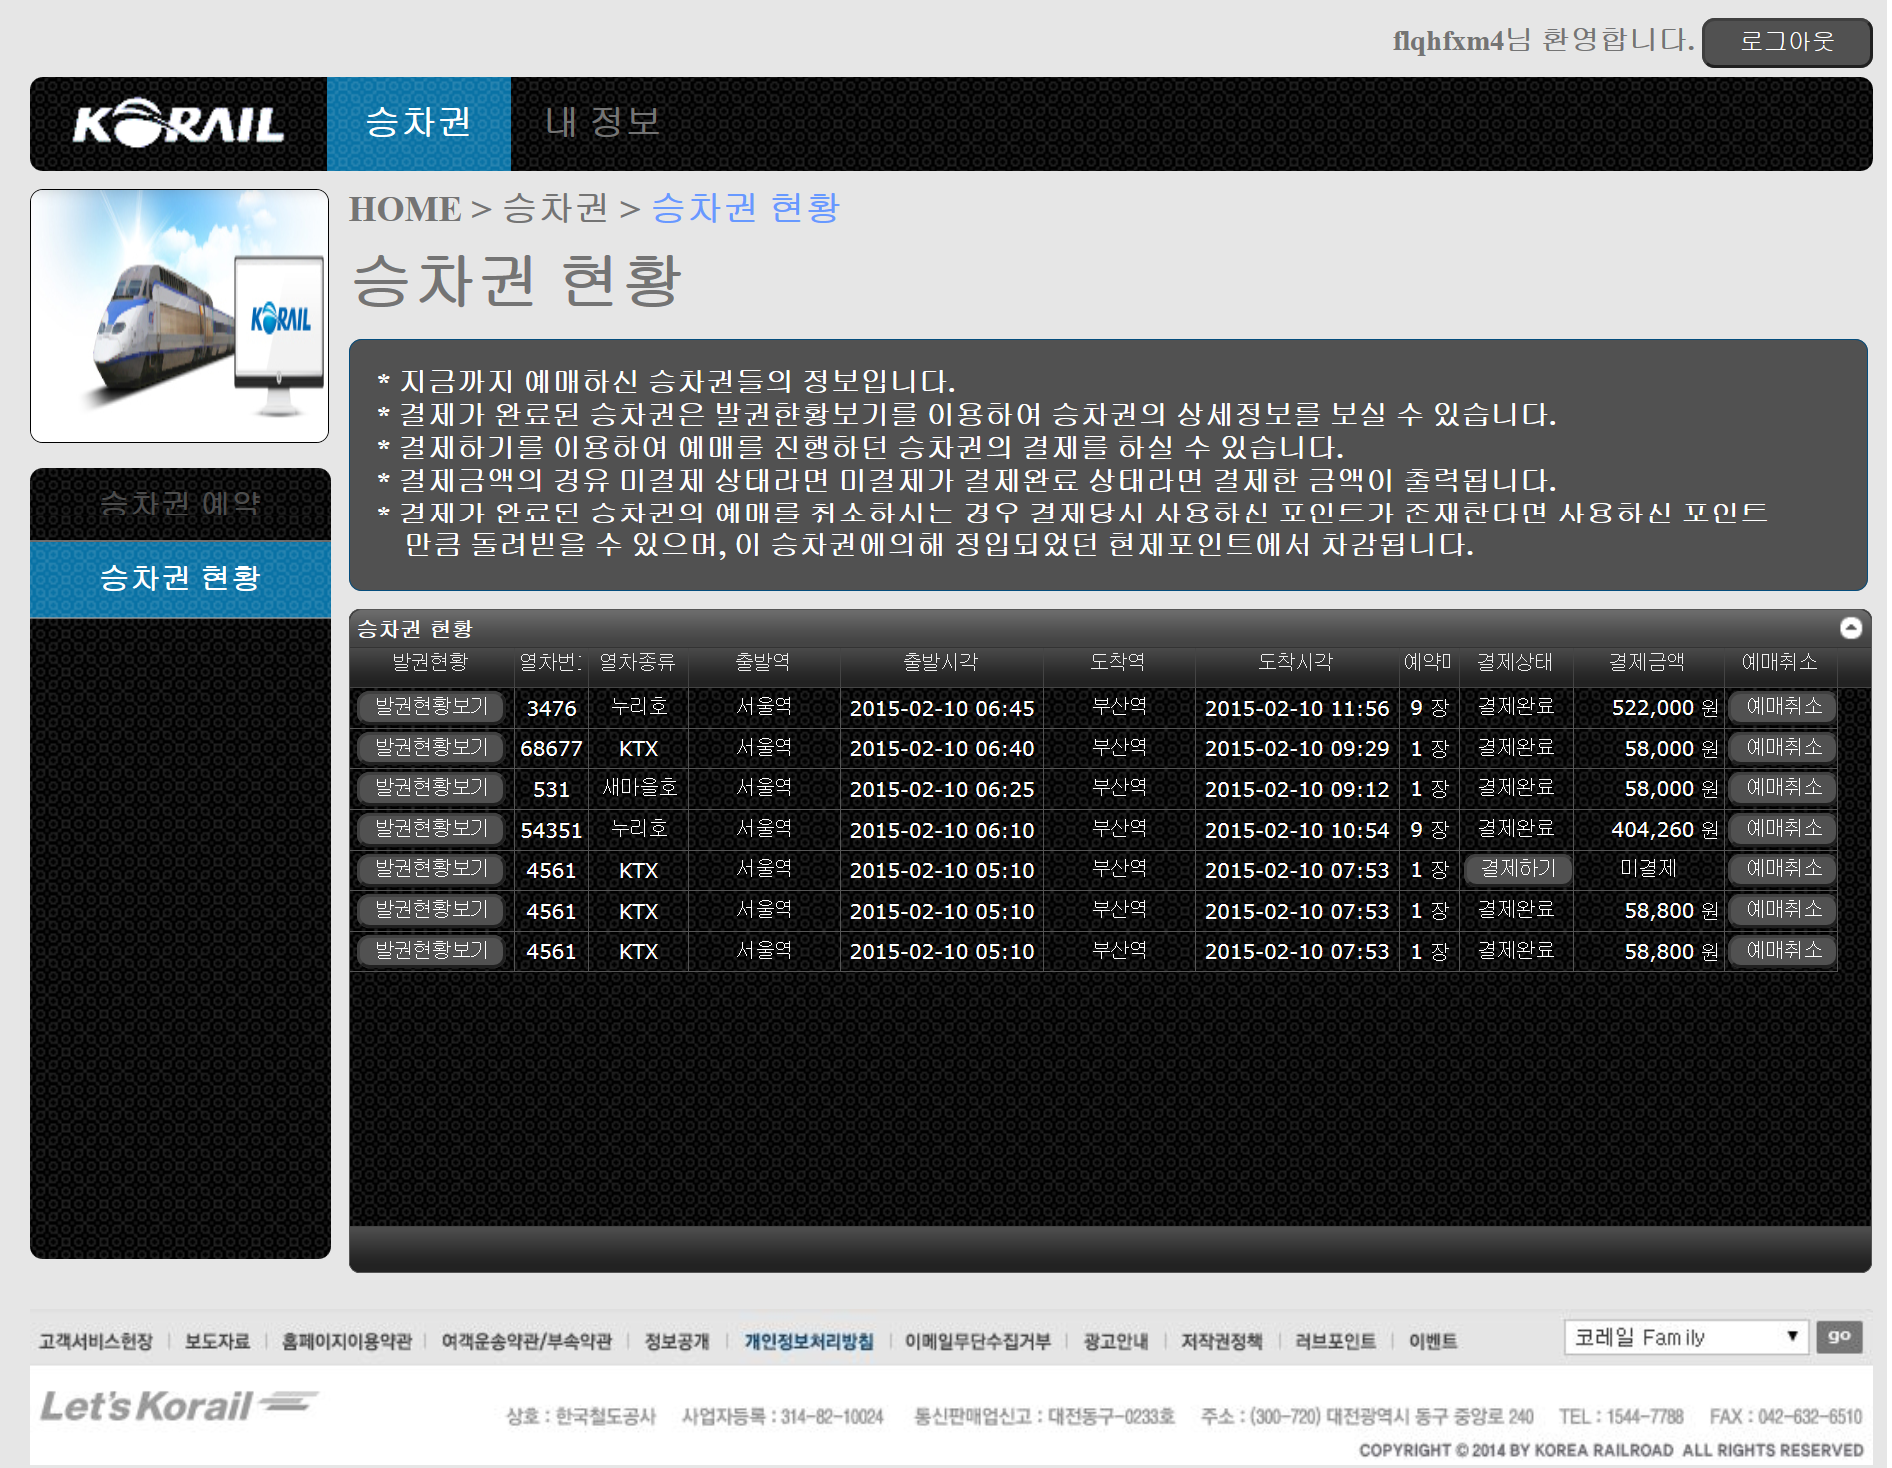 flqhfxm4님 환영합니다. 로그아웃
KORAIL 승차권 내 정보
HOME > 승차권 > 승차권 현황
승차권 현황
KORAIL
* 지금까지 예매하신 승차권들의 정보입니다.
* 결제가 완료된 승차권은 발권한황보기를 이용하여 승차권의 상세정보를 보실 수 있습니다.
* 결제하기를 이용하여 예매를 진행하던 승차권의 결제를 하실 수 있습니다.
* 결제금액의 경유 미결제 상태라면 미결제가 결제완료 상태라면 결제한 금액이 출력됩니다.
* 결제가 완료된 승차권의 예매를 취소하시는 경우 결제당시 사용하신 포인트가 존재한다면 사용하신 포인트
만큼 돌려받을 수 있으며, 이 승차권에의해 정입되었던 현제포인트에서 차감됩니다.
승차권 예약
승차권 현황
승차권 현황
발권현황 열차번 열차종류 출발역 출발시각 도착역 도착시각 예약 결제상태 결제금액 예매취소
발권현황보기 3476 누리호 서울역 2015-02-10 06:45 부산역 2015-02-10 11:56 9 장 결제완료 522,000 원 예매취소
발권현황보기 68677 KTX 서울역 2015-02-10 06:40 부산역 2015-02-10 09:29 1 장 결제완료 58,000 원 예매취소
발권현황보기 531 새마을호 서울역 2015-02-10 06:25 부산역 2015-02-10 09:12 1 장 결제완료 58,000 원 예매취소
발권현황보기 54351 누리호 서울역 2015-02-10 06:10 부산역 2015-02-10 10:54 9 장 결제완료 404,260 원 예매취소
발권현황보기 4561 KTX 서울역 2015-02-10 05:10 부산역 2015-02-10 07:53 1 장 결제하기 미결제 예매취소
발권현황보기 4561 KTX 서울역 2015-02-10 05:10 부산역 2015-02-10 07:53 1 장 결제완료 58,800 원 예매취소
발권현황보기 4561 KTX 서울역 2015-02-10 05:10 부산역 2015-02-10 07:53 1 장 결제완료 58,800 원 예매취소
고객서비스헌장 | 보도자료 | 홈페이지이용약관 | 여객운송약관/부속약관 | 정보공개 | 개인정보처리방침 | 이메일무단수집거부 | 광고안내 | 저작권정책 | 러브포인트 | 이벤트 코레일 Family ▼ go
Let's Korail
상호 : 한국철도공사 사업자등록 : 314-82-10024 통신판매업신고 : 대전동구-0233호 주소 : (300-720) 대전광역시 동구 중앙로 240 TEL : 1544-7788 FAX : 042-632-6510
COPYRIGHT © 2014 BY KOREA RAILROAD ALL RIGHTS RESERVED